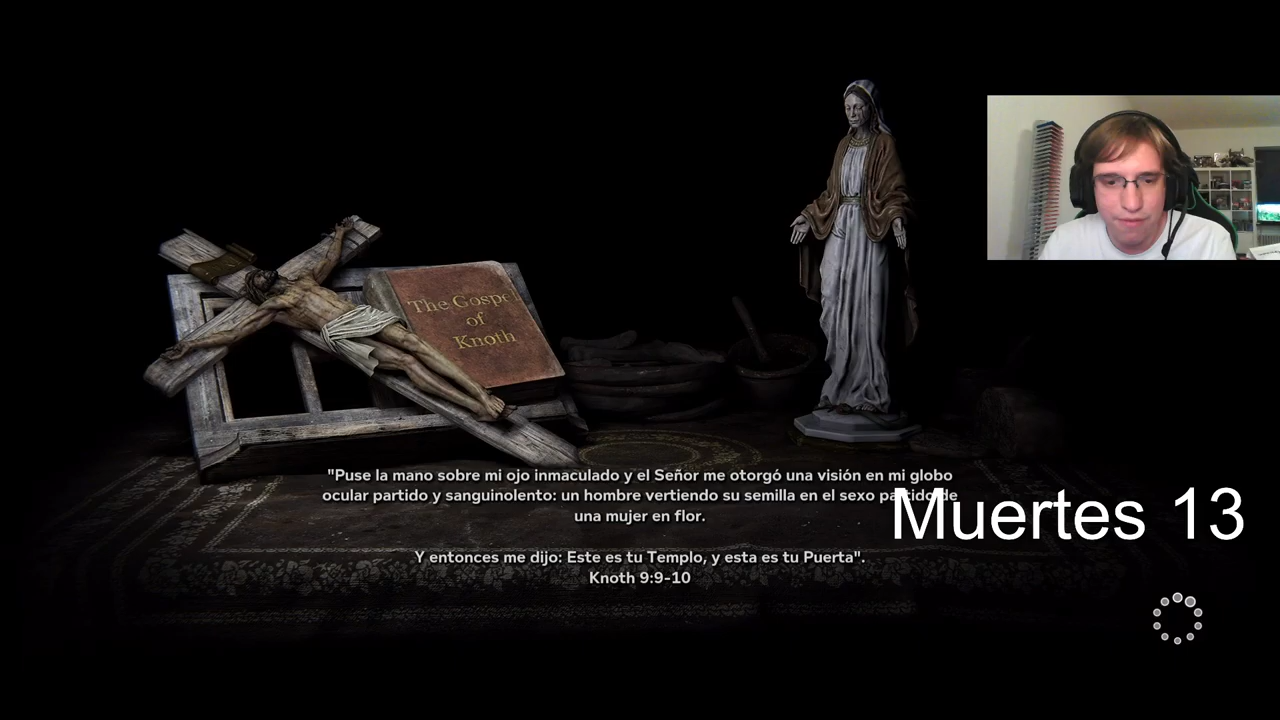 The Gospe
of
Knoth
"Puse la mano sobre mi ojo inmaculado y el Señor me otorgó una visión en mi globo
ocular partido y sanguinolento: un hombre vertiendo su semilla en el sexo partido de
una mujer en flor.
Muertes 13
Y entonces me dijo: Este es tu Templo, y esta es tu Puerta".
Knoth 9:9-10